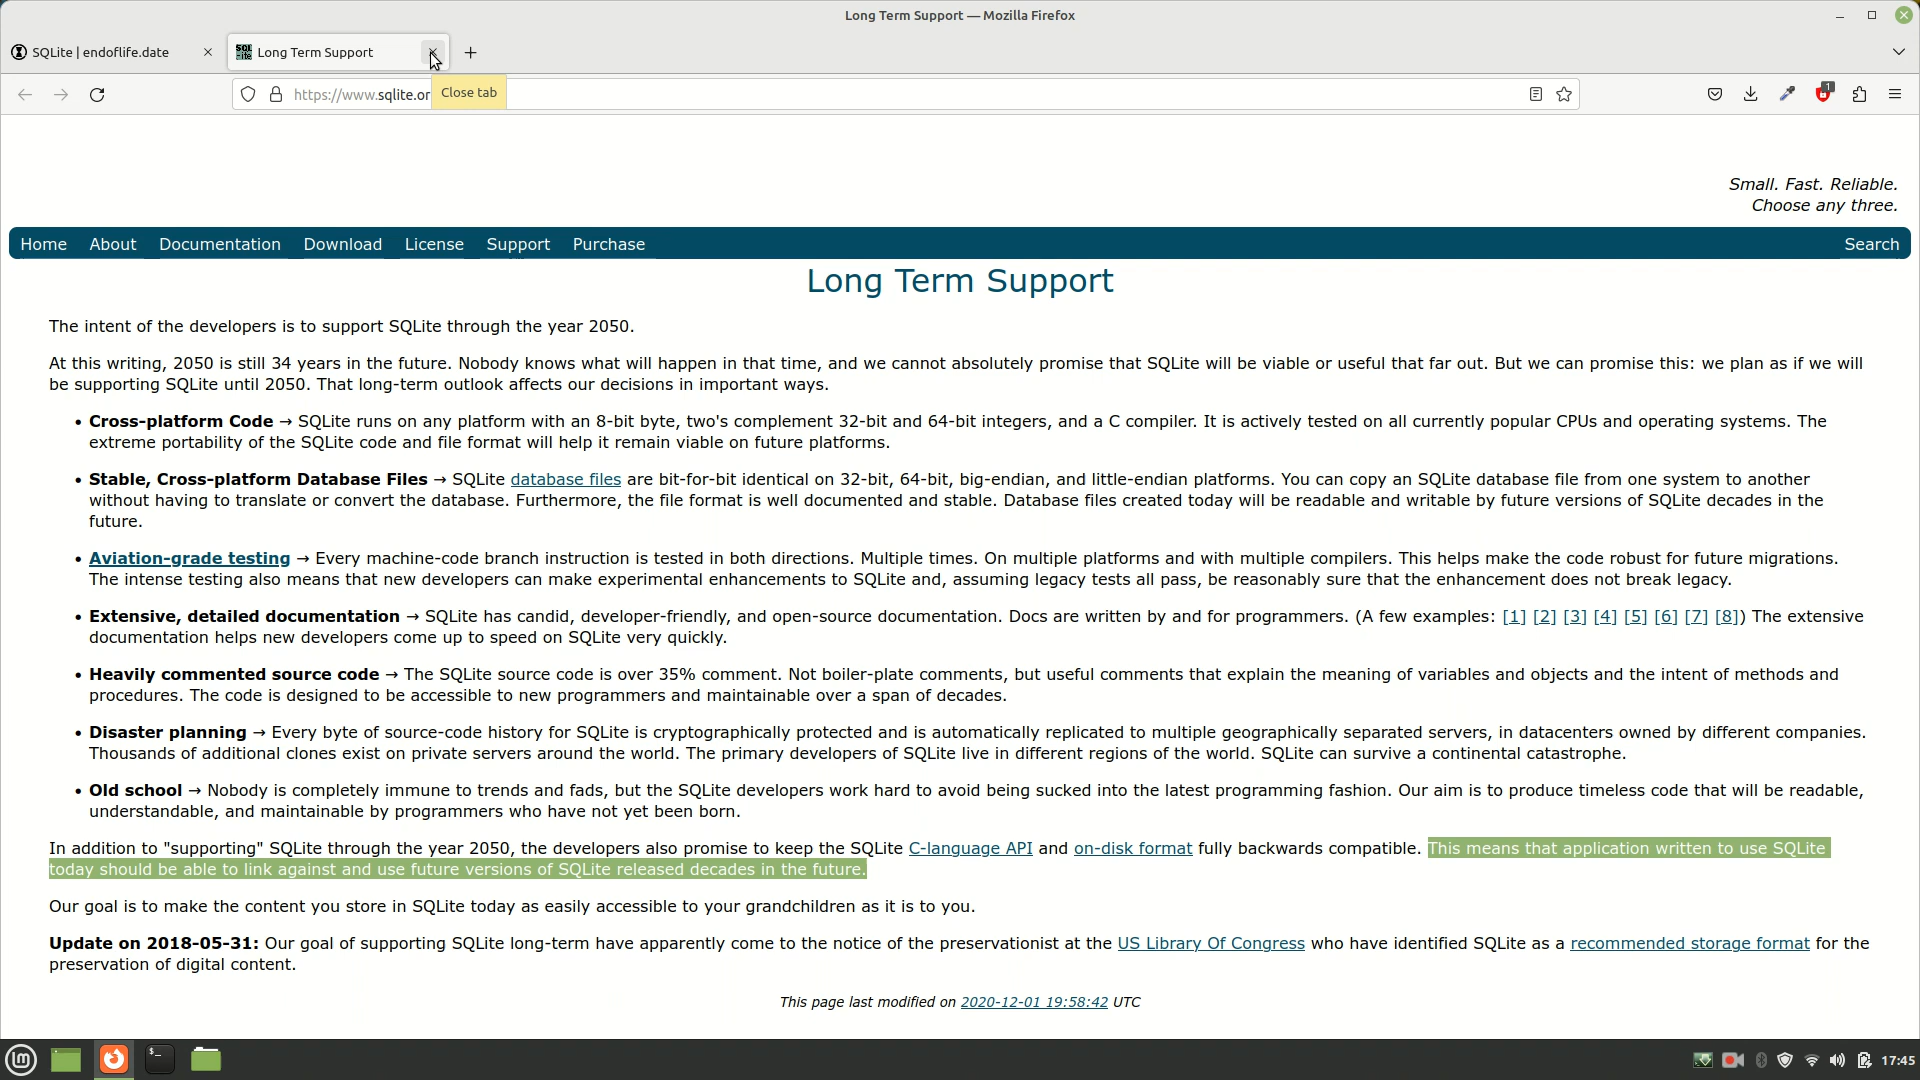 Long Term Support — Mozilla Firefox
SQLite | endoflife.date
Long Term Support
https://www.sqlite.or
Close tab
1
Small. Fast. Reliable.
Choose any three.
Home About Documentation Download License Support Purchase Search
Long Term Support
The intent of the developers is to support SQLite through the year 2050.
At this writing, 2050 is still 34 years in the future. Nobody knows what will happen in that time, and we cannot absolutely promise that SQLite will be viable or useful that far out. But we can promise this: we plan as if we will
be supporting SQLite until 2050. That long-term outlook affects our decisions in important ways.
• Cross-platform Code → SQLite runs on any platform with an 8-bit byte, two's complement 32-bit and 64-bit integers, and a C compiler. It is actively tested on all currently popular CPUs and operating systems. The
extreme portability of the SQLite code and file format will help it remain viable on future platforms.
• Stable, Cross-platform Database Files → SQLite database files are bit-for-bit identical on 32-bit, 64-bit, big-endian, and little-endian platforms. You can copy an SQLite database file from one system to another
without having to translate or convert the database. Furthermore, the file format is well documented and stable. Database files created today will be readable and writable by future versions of SQLite decades in the
future.
• Aviation-grade testing → Every machine-code branch instruction is tested in both directions. Multiple times. On multiple platforms and with multiple compilers. This helps make the code robust for future migrations.
The intense testing also means that new developers can make experimental enhancements to SQLite and, assuming legacy tests all pass, be reasonably sure that the enhancement does not break legacy.
• Extensive, detailed documentation → SQLite has candid, developer-friendly, and open-source documentation. Docs are written by and for programmers. (A few examples: [1] [2] [3] [4] [5] [6] [7] [8]) The extensive
documentation helps new developers come up to speed on SQLite very quickly.
• Heavily commented source code → The SQLite source code is over 35% comment. Not boiler-plate comments, but useful comments that explain the meaning of variables and objects and the intent of methods and
procedures. The code is designed to be accessible to new programmers and maintainable over a span of decades.
• Disaster planning → Every byte of source-code history for SQLite is cryptographically protected and is automatically replicated to multiple geographically separated servers, in datacenters owned by different companies.
Thousands of additional clones exist on private servers around the world. The primary developers of SQLite live in different regions of the world. SQLite can survive a continental catastrophe.
• Old school → Nobody is completely immune to trends and fads, but the SQLite developers work hard to avoid being sucked into the latest programming fashion. Our aim is to produce timeless code that will be readable,
understandable, and maintainable by programmers who have not yet been born.
In addition to "supporting" SQLite through the year 2050, the developers also promise to keep the SQLite C-language API and on-disk format fully backwards compatible. This means that application written to use SQLite
today should be able to link against and use future versions of SQLite released decades in the future.
Our goal is to make the content you store in SQLite today as easily accessible to your grandchildren as it is to you.
Update on 2018-05-31: Our goal of supporting SQLite long-term have apparently come to the notice of the preservationist at the US Library Of Congress who have identified SQLite as a recommended storage format for the
preservation of digital content.
This page last modified on 2020-12-01 19:58:42 UTC
17:45